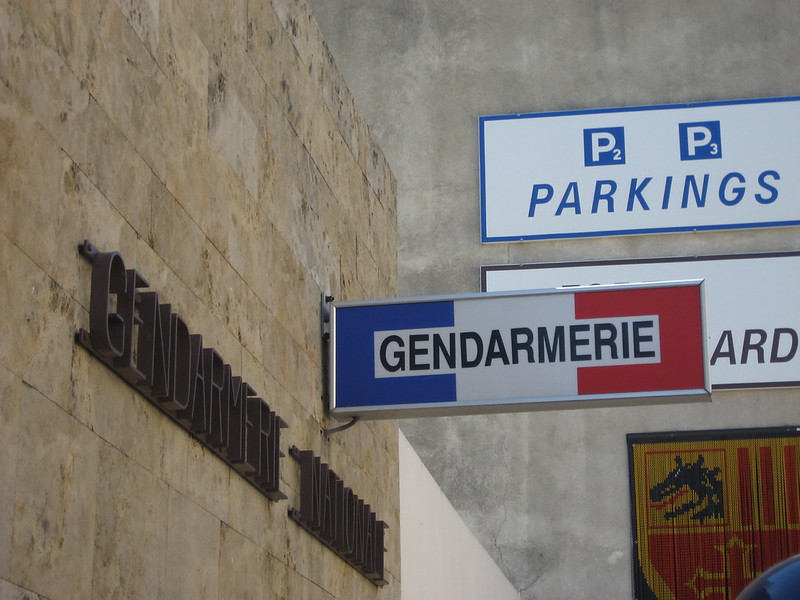 P2 P3
PARKINGS
ARD
GENDARMERIE
GENDARMERIE NATIONALE